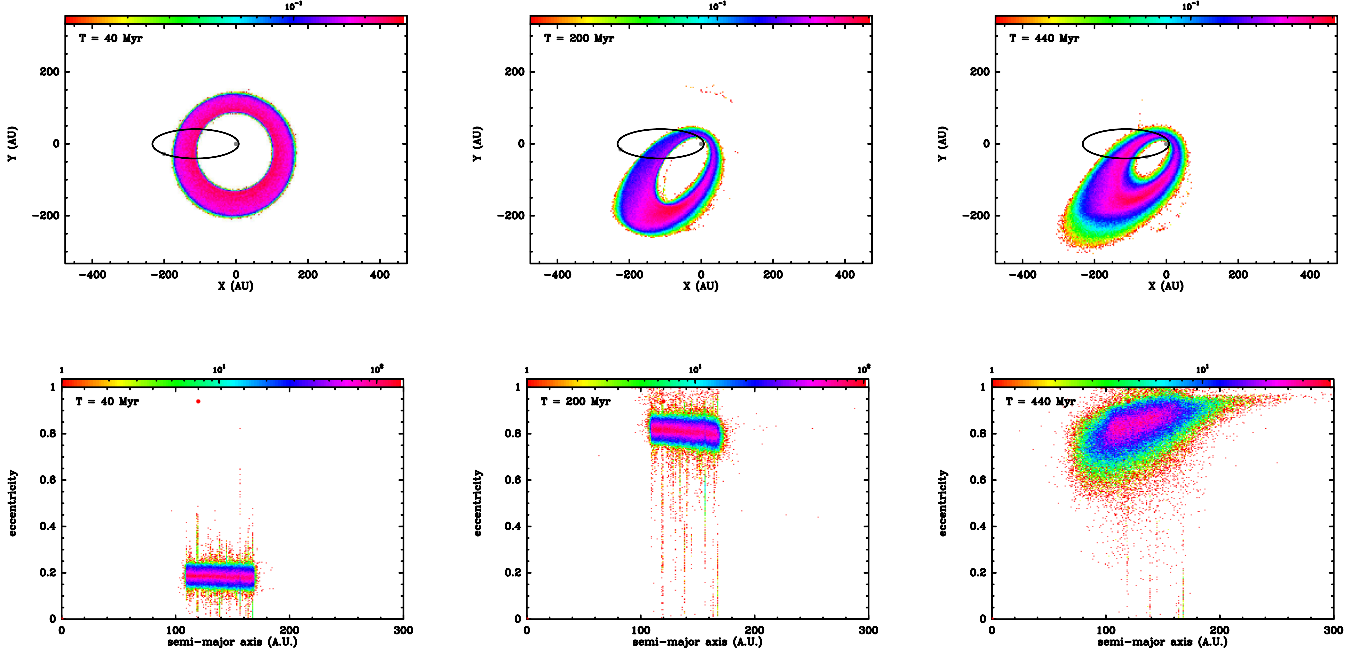 10⁻³
T = 40 Myr
Y (AU)
200
0
−200
−400 −200 0 200 400
X (AU)
10⁻³
T = 200 Myr
Y (AU)
200
0
−200
−400 −200 0 200 400
X (AU)
10⁻³
T = 440 Myr
Y (AU)
200
0
−200
−400 −200 0 200 400
X (AU)
1 10¹ 10²
T = 40 Myr
eccentricity
1
0.8
0.6
0.4
0.2
0
0 100 200 300
semi-major axis (A.U.)
1 10¹ 10²
T = 200 Myr
eccentricity
1
0.8
0.6
0.4
0.2
0
0 100 200 300
semi-major axis (A.U.)
1 10¹
T = 440 Myr
eccentricity
1
0.8
0.6
0.4
0.2
0
0 100 200 300
semi-major axis (A.U.)